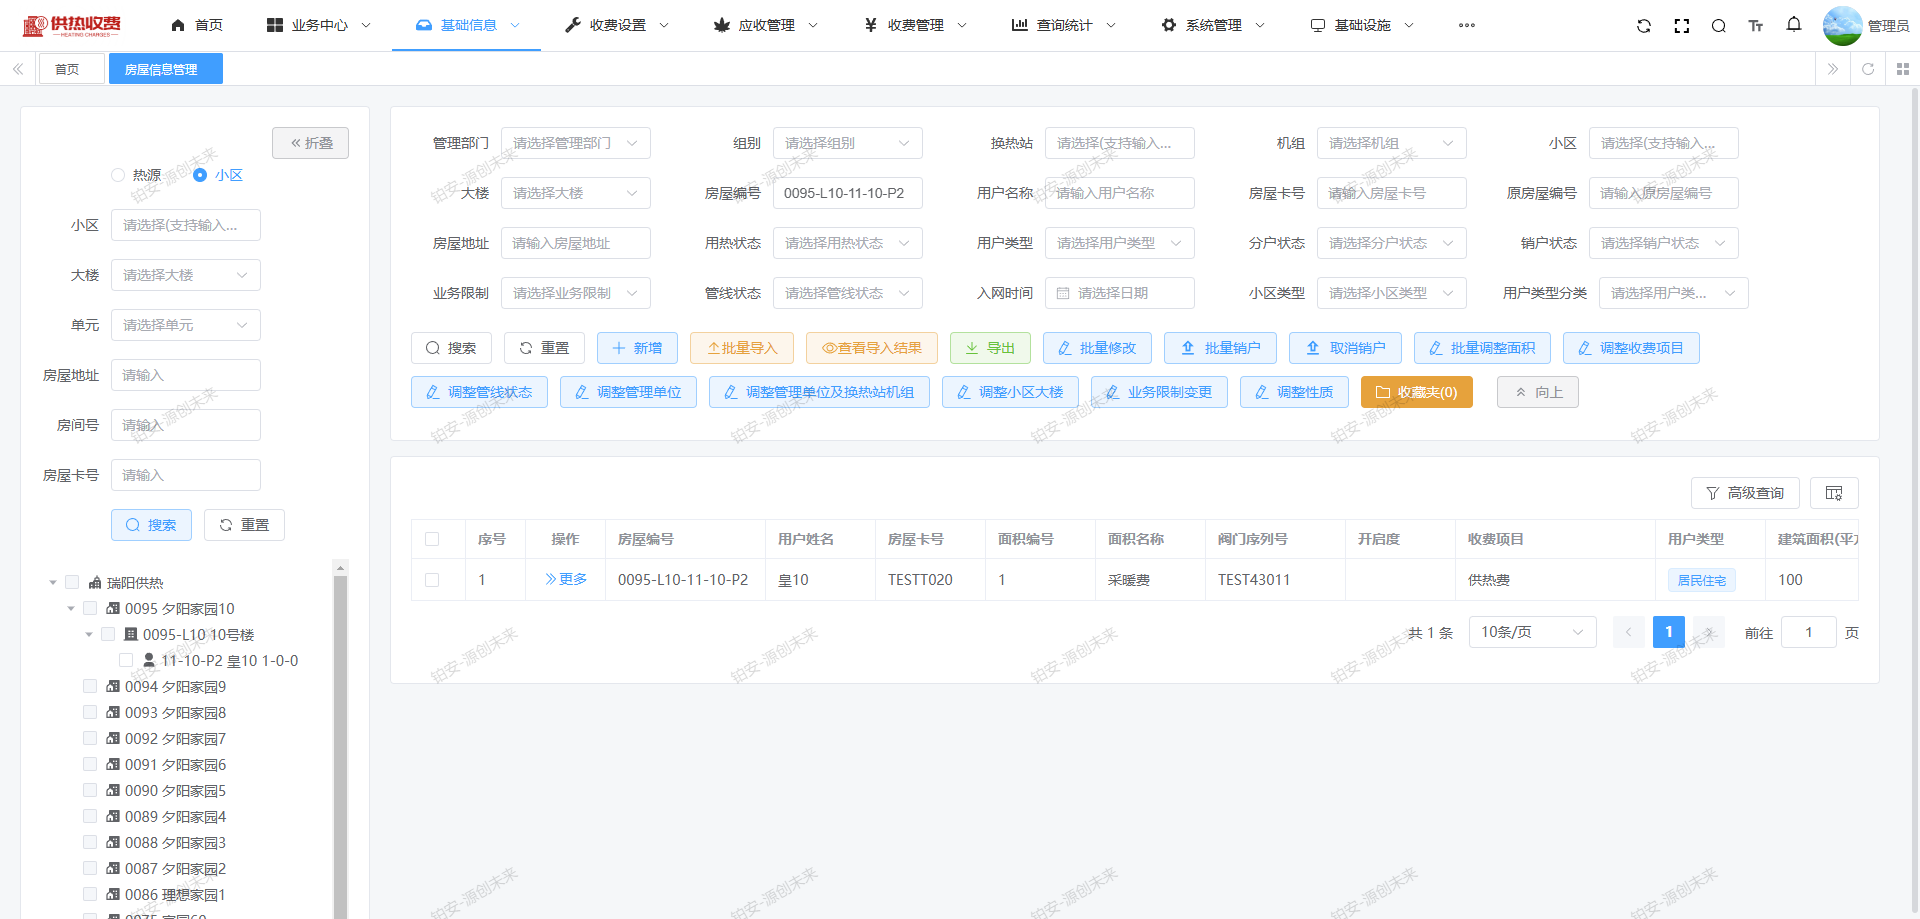 供热收费
HEATING CHARGES
首页
业务中心
基础信息
收费设置
应收管理
收费管理
查询统计
系统管理
基础设施
管理员
首页
房屋信息管理
折叠
热源
小区
小区 请选择(支持输入...
大楼 请选择大楼
单元 请选择单元
房屋地址 请输入
房间号 请输入
房屋卡号 请输入
搜索
重置
瑞阳供热
0095 夕阳家园10
0095-L10 10号楼
11-10-P2 皇10 1-0-0
0094 夕阳家园9
0093 夕阳家园8
0092 夕阳家园7
0091 夕阳家园6
0090 夕阳家园5
0089 夕阳家园4
0088 夕阳家园3
0087 夕阳家园2
0086 理想家园1
0075 家园60
管理部门 请选择管理部门 组别 请选择组别 换热站 请选择(支持输入... 机组 请选择机组 小区 请选择(支持输入...
大楼 请选择大楼 房屋编号 0095-L10-11-10-P2 用户名称 请输入用户名称 房屋卡号 请输入房屋卡号 原房屋编号 请输入原房屋编号
房屋地址 请输入房屋地址 用热状态 请选择用热状态 用户类型 请选择用户类型 分户状态 请选择分户状态 销户状态 请选择销户状态
业务限制 请选择业务限制 管线状态 请选择管线状态 入网时间 请选择日期 小区类型 请选择小区类型 用户类型分类 请选择用户类...
搜索 重置 新增 批量导入 查看导入结果 导出 批量修改 批量销户 取消销户 批量调整面积 调整收费项目
调整管线状态 调整管理单位 调整管理单位及换热站机组 调整小区大楼 业务限制变更 调整性质 收藏夹(0) 向上
高级查询
序号 操作 房屋编号 用户姓名 房屋卡号 面积编号 面积名称 阀门序列号 开启度 收费项目 用户类型 建筑面积(平方
1 更多 0095-L10-11-10-P2 皇10 TESTT020 1 采暖费 TEST43011 供热费 居民住宅 100
共 1 条 10条/页 1 前往 1 页
铂安-源创未来